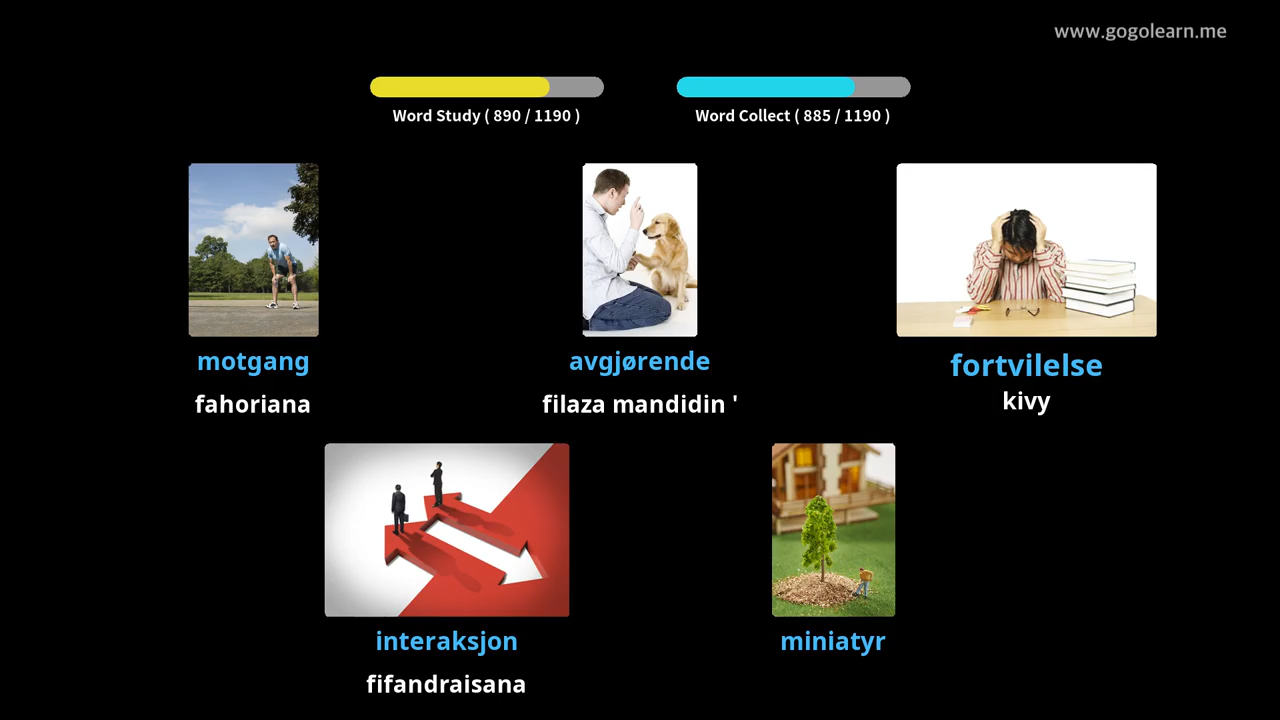 www.gogolearn.me
Word Study ( 890 / 1190 )
Word Collect ( 885 / 1190 )
motgang
fahoriana
avgjørende
filaza mandidin '
fortvilelse
kivy
interaksjon
fifandraisana
miniatyr